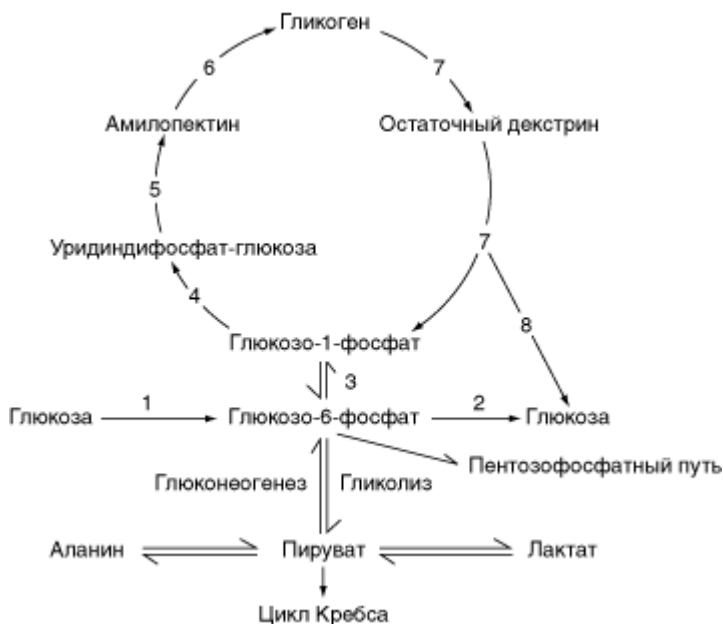 Гликоген
6
7
Амилопектин
Остаточный декстрин
5
7
Уридиндифосфат-глюкоза
4
8
Глюкозо-1-фосфат
3
Глюкоза
1
Глюкозо-6-фосфат
2
Глюкоза
Пентозофосфатный путь
Глюконеогенез
Гликолиз
Аланин
Пируват
Лактат
Цикл Кребса